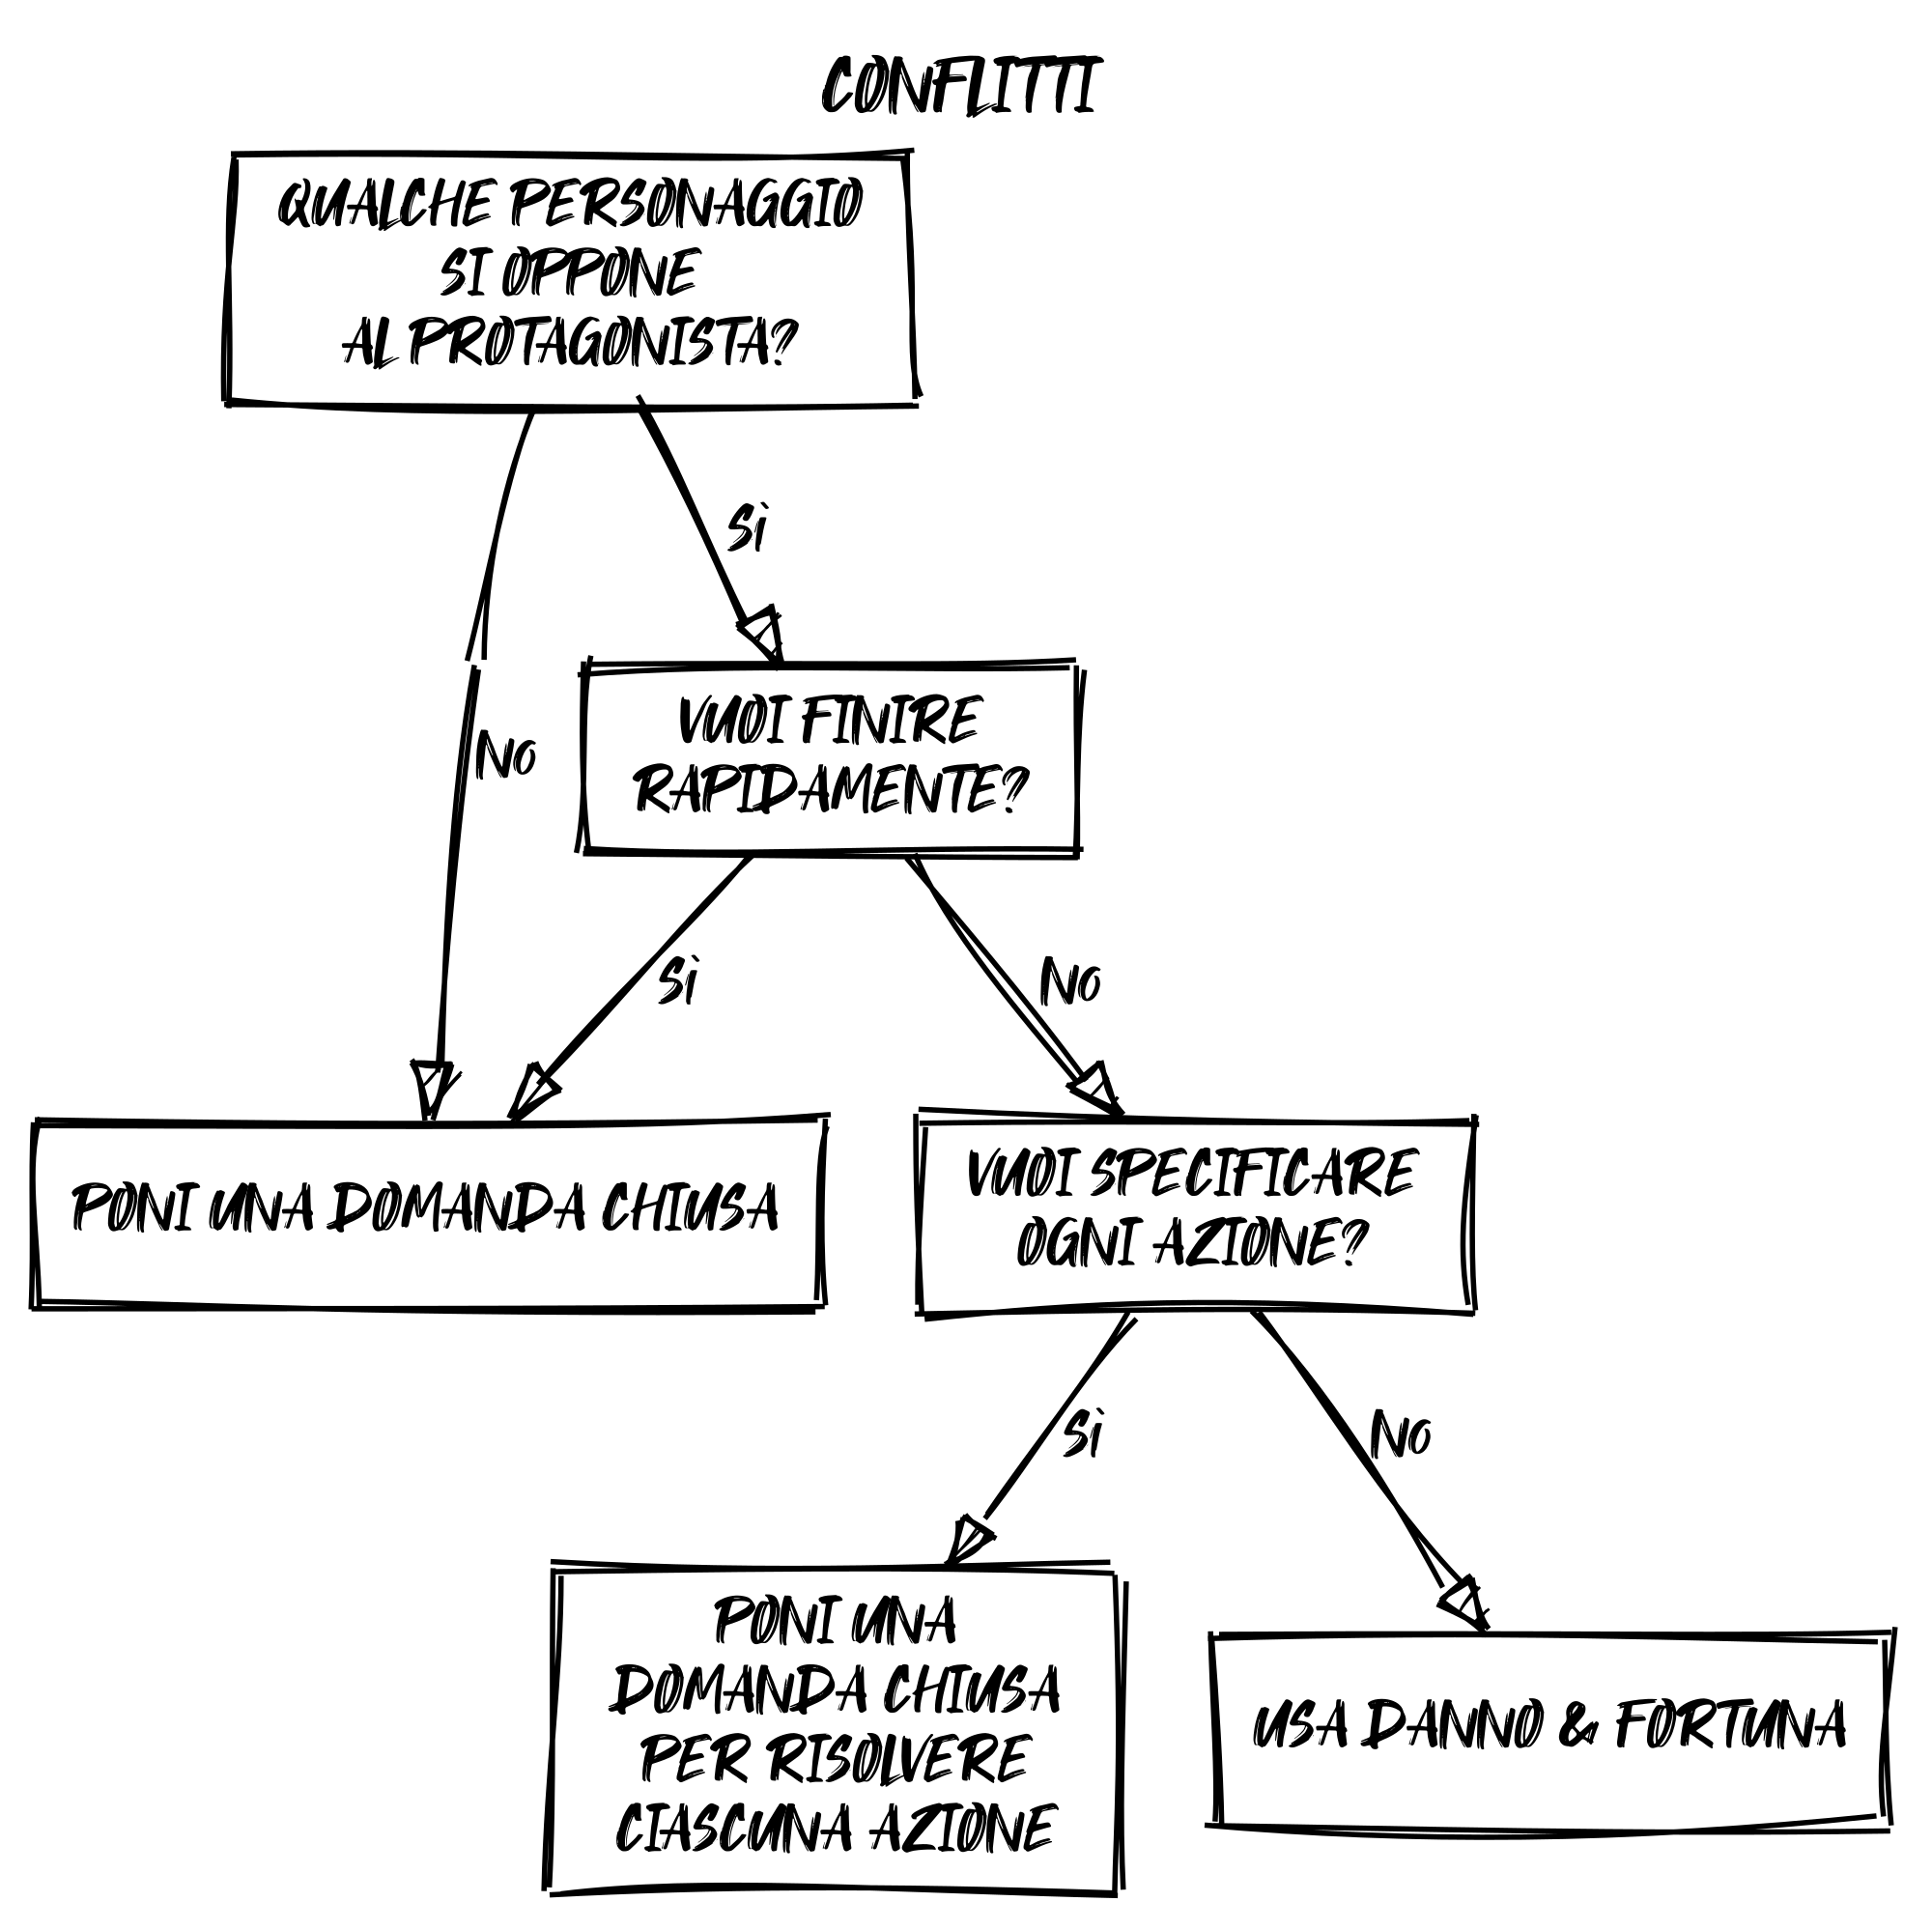 CONFLITTI
QUALCHE PERSONAGGIO
SI OPPONE
AL PROTAGONISTA?
Sì
VUOI FINIRE
RAPIDAMENTE?
No
Sì
No
PONI UNA DOMANDA CHIUSA
VUOI SPECIFICARE
OGNI AZIONE?
Sì
No
PONI UNA
DOMANDA CHIUSA
PER RISOLVERE
CIASCUNA AZIONE
USA DANNO & FORTUNA